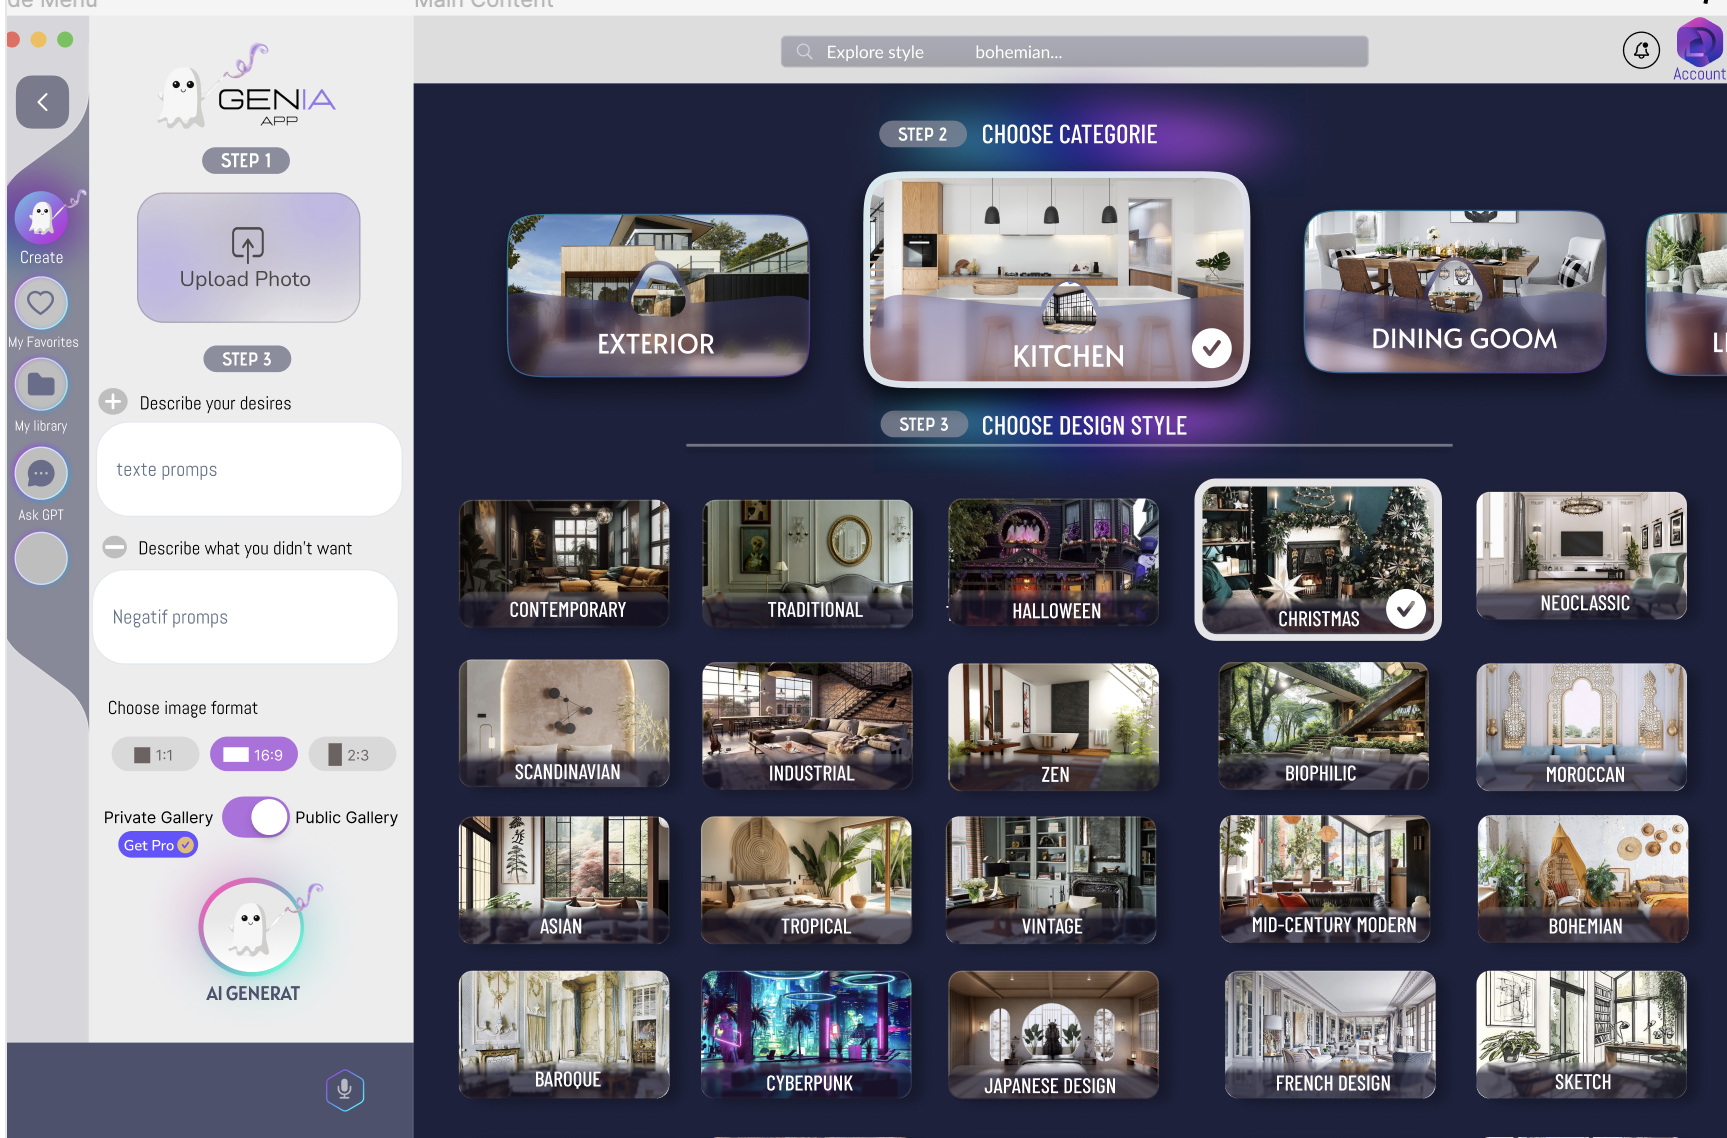 Main Content
Explore style bohemian...
Account
GENIA
APP
STEP 1
Upload Photo
Create
My Favorites
My library
Ask GPT
STEP 3
Describe your desires
texte promps
Describe what you didn't want
Negatif promps
Choose image format
1:1 16:9 2:3
Private Gallery Public Gallery
Get Pro
AI GENERAT
STEP 2 CHOOSE CATEGORIE
EXTERIOR
KITCHEN
DINING GOOM
STEP 3 CHOOSE DESIGN STYLE
CONTEMPORARY
TRADITIONAL
HALLOWEEN
CHRISTMAS
NEOCLASSIC
SCANDINAVIAN
INDUSTRIAL
ZEN
BIOPHILIC
MOROCCAN
ASIAN
TROPICAL
VINTAGE
MID-CENTURY MODERN
BOHEMIAN
BAROQUE
CYBERPUNK
JAPANESE DESIGN
FRENCH DESIGN
SKETCH